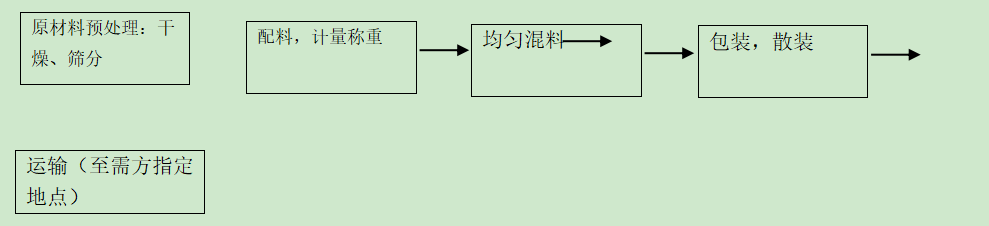 原材料预处理：干
燥、筛分
配料，计量称重
均匀混料
包装，散装
运输（至需方指定
地点）